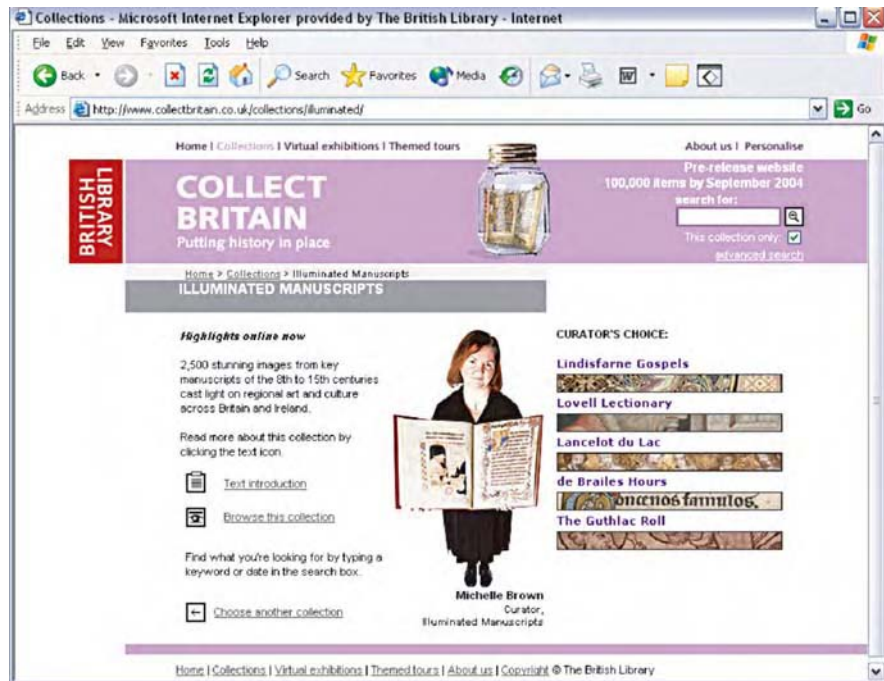 Collections - Microsoft Internet Explorer provided by The British Library - Internet
File Edit View Favorites Tools Help
Back Search Favorites Media
Address http://www.collectbritain.co.uk/collections/illuminated/ Go
Home | Collections | Virtual exhibitions | Themed tours
About us | Personalise
BRITISH
LIBRARY
COLLECT
BRITAIN
Putting history in place
Pre-release website
100,000 items by September 2004
search for:
This collection only:
advanced search
Home > Collections > Illuminated Manuscripts
ILLUMINATED MANUSCRIPTS
Highlights online now
2,500 stunning images from key
manuscripts of the 8th to 15th centuries
cast light on regional art and culture
across Britain and Ireland.
Read more about this collection by
clicking the text icon
Text introduction
Browse this collection
Find what you're looking for by typing a
keyword or date in the search box.
Choose another collection
Michelle Brown
Curator,
Illuminated Manuscripts
CURATOR'S CHOICE:
Lindisfarne Gospels
Lovell Lectionary
Lancelot du Lac
de Brailes Hours
famulos.
The Guthlac Roll
Home | Collections | Virtual exhibitions | Themed tours | About us | Copyright © The British Library